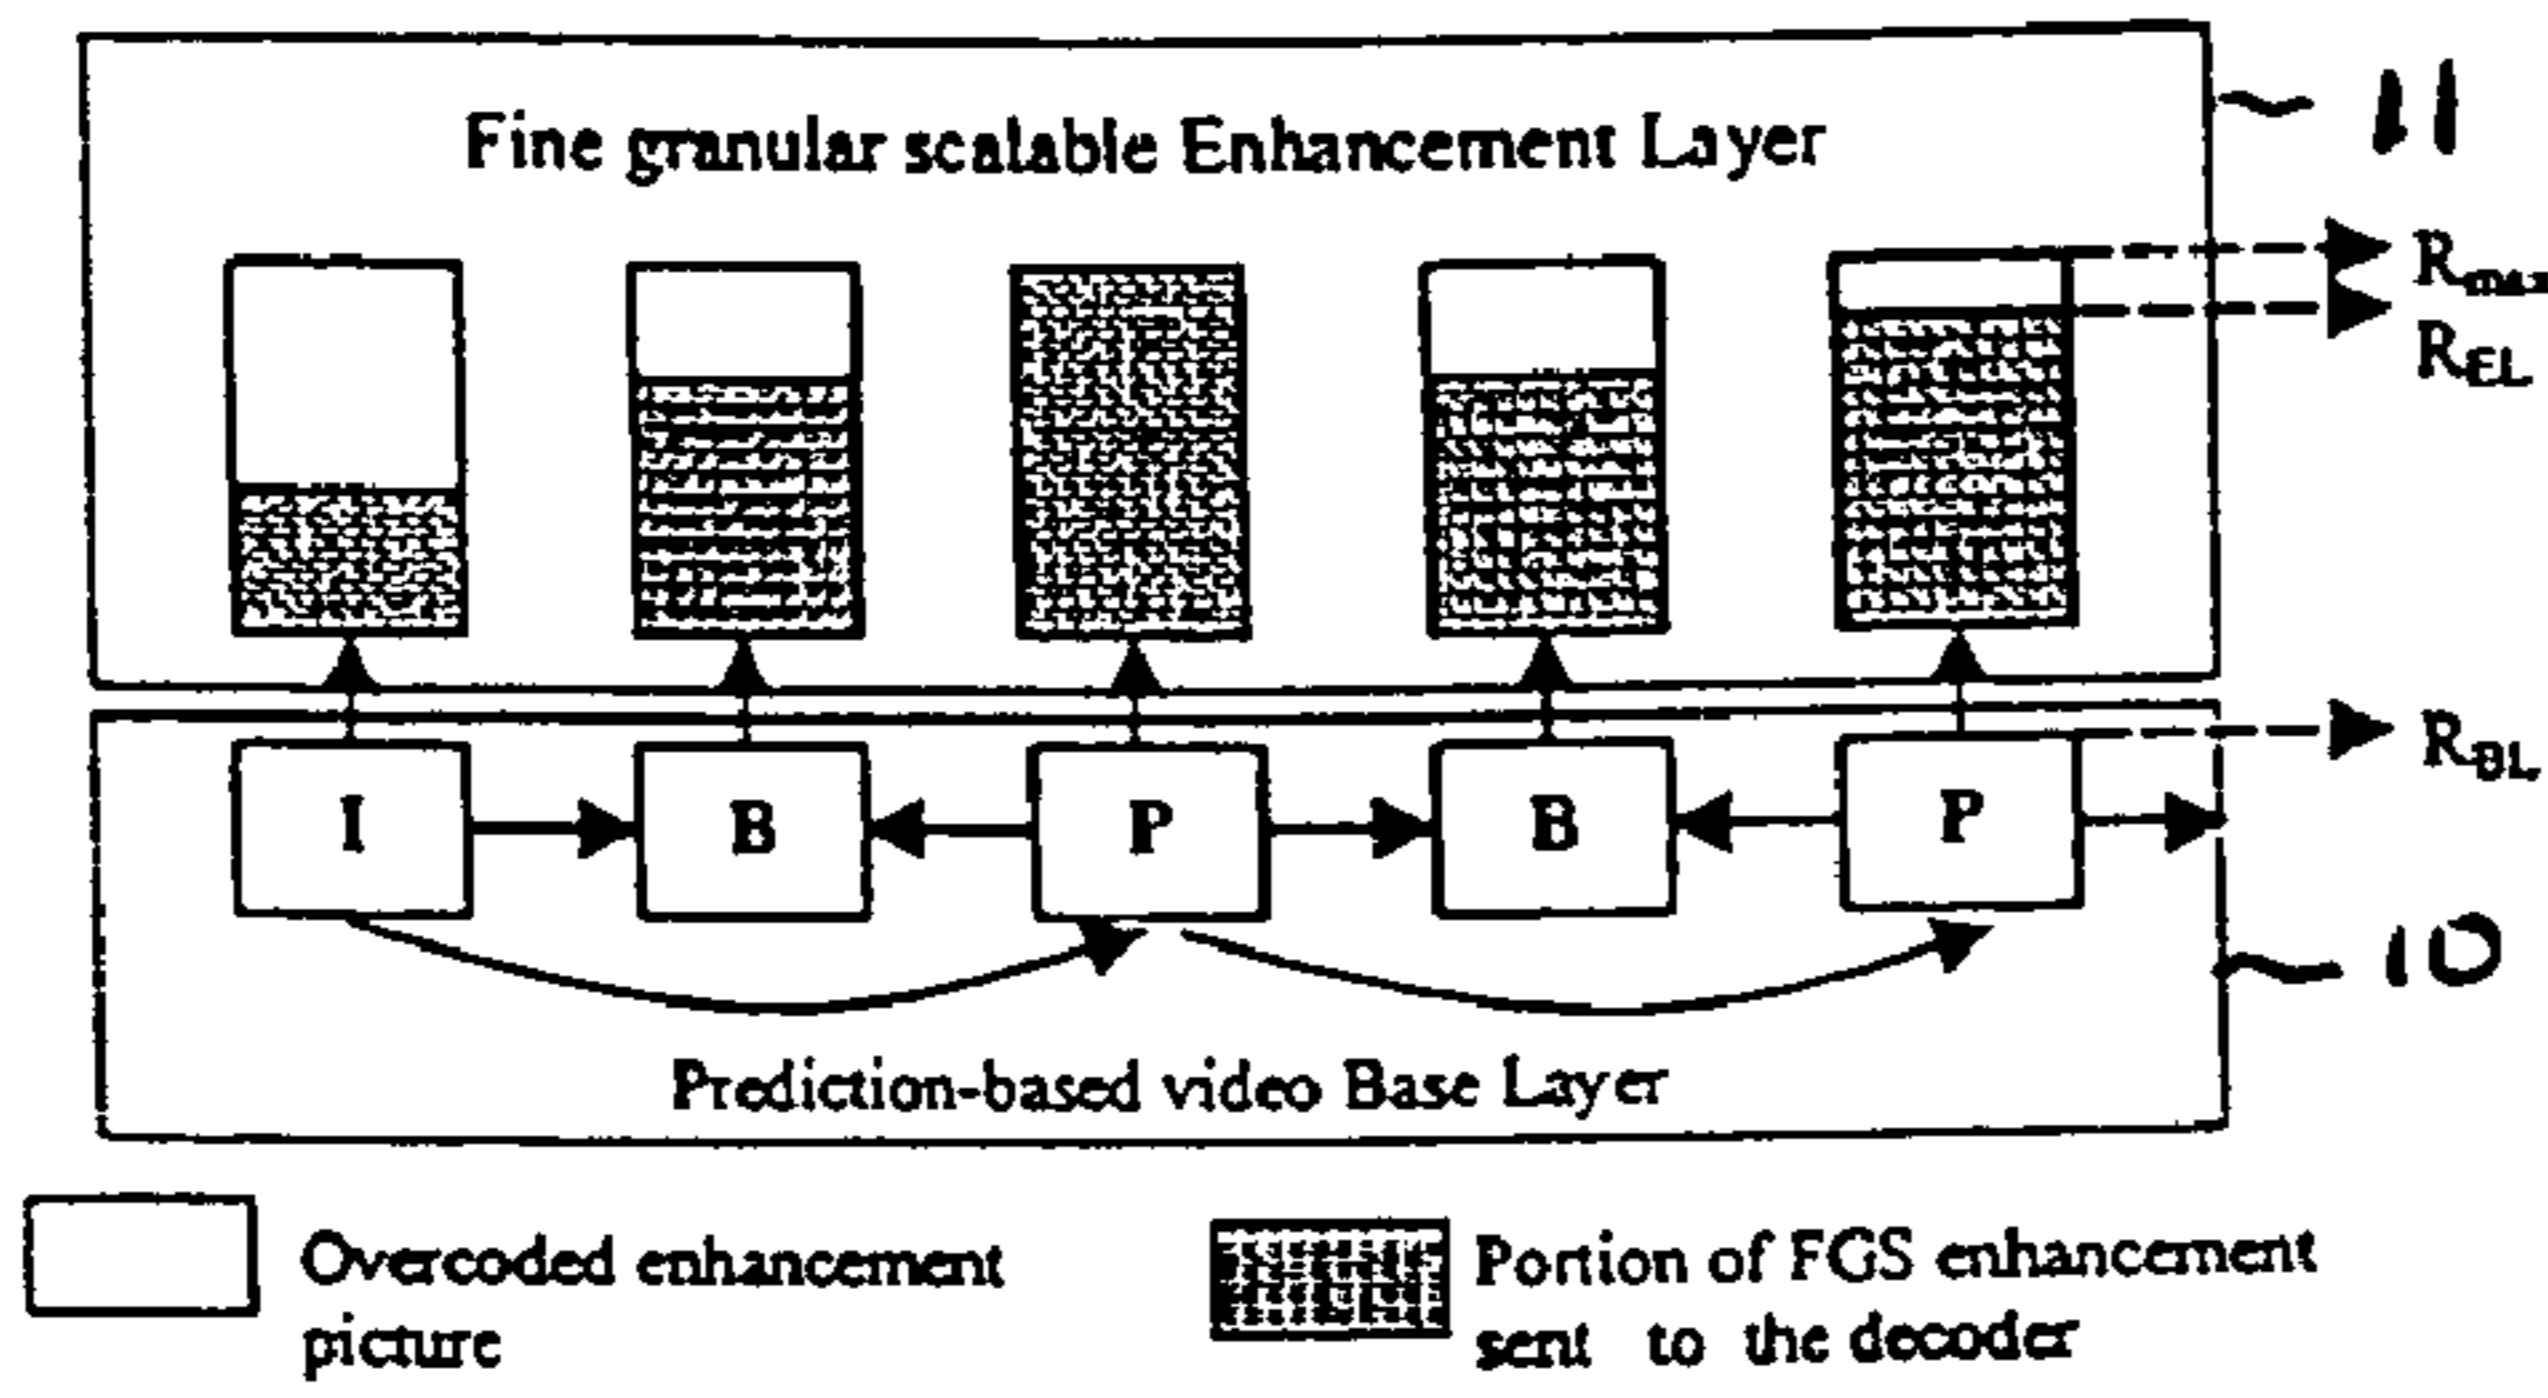 Fine granular scalable Enhancement Layer
11
Rmax
REL
RBL
I
B
P
B
P
10
Prediction-based video Base Layer
Overcoded enhancement
picture
Portion of FGS enhancement
sent to the decoder